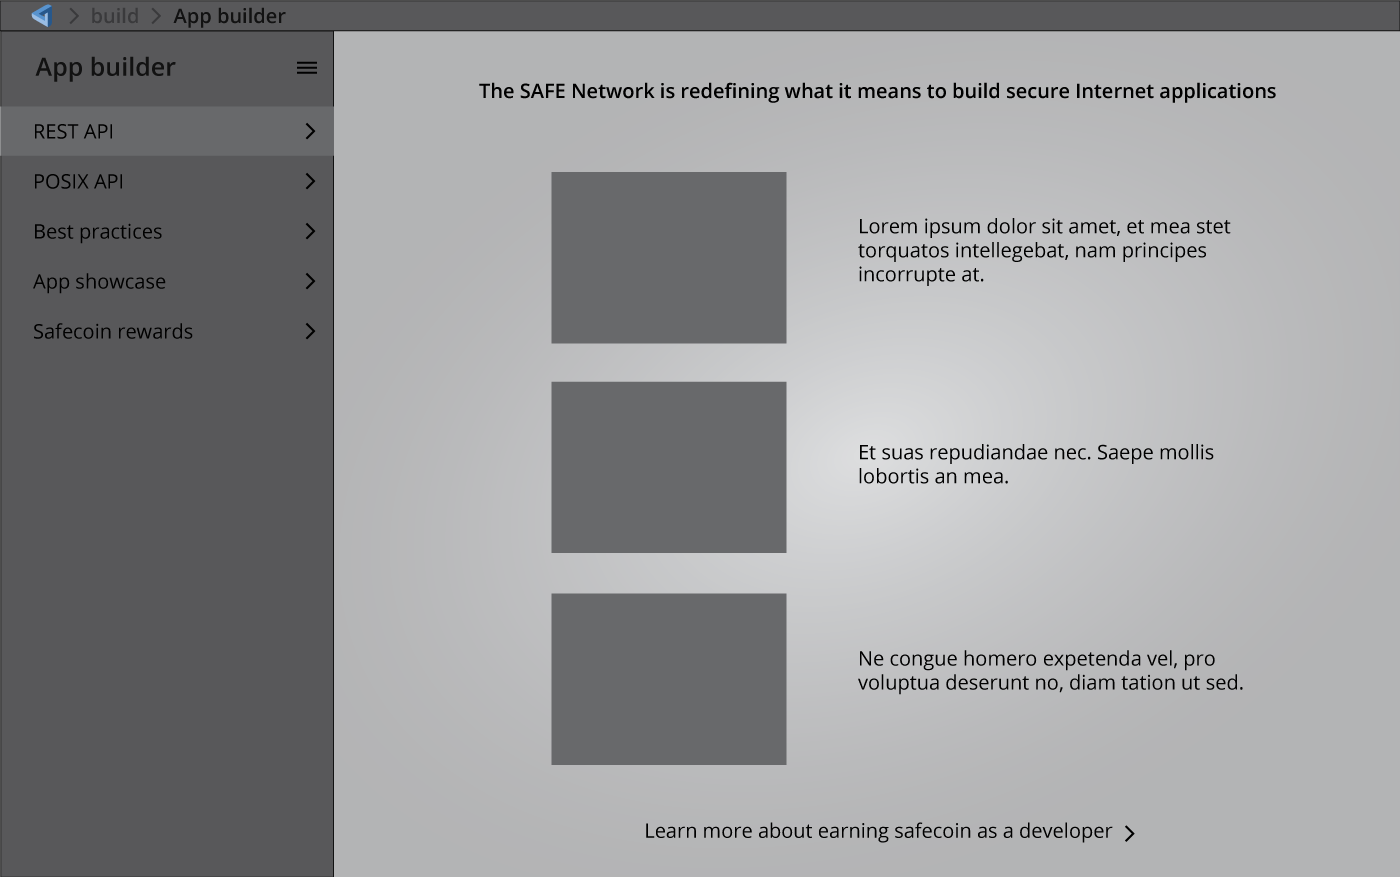 build
App builder
App builder
REST API
POSIX API
Best practices
App showcase
Safecoin rewards
The SAFE Network is redefining what it means to build secure Internet applications
Lorem ipsum dolor sit amet, et mea stet
torquatos intellegebat, nam principes
incorrupte at.
Et suas repudiandae nec. Saepe mollis
lobortis an mea.
Ne congue homero expetenda vel, pro
voluptua deserunt no, diam tation ut sed.
Learn more about earning safecoin as a developer